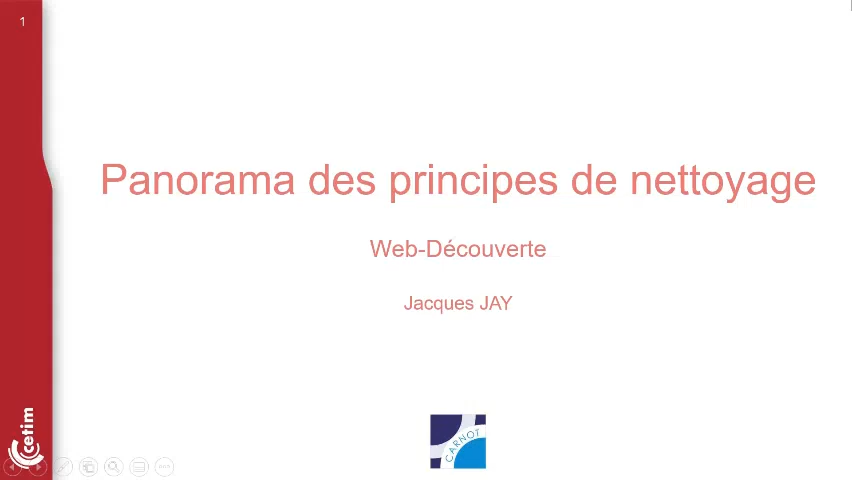 1
Panorama des principes de nettoyage
Web-Découverte
Jacques JAY
CARNOT
cetim